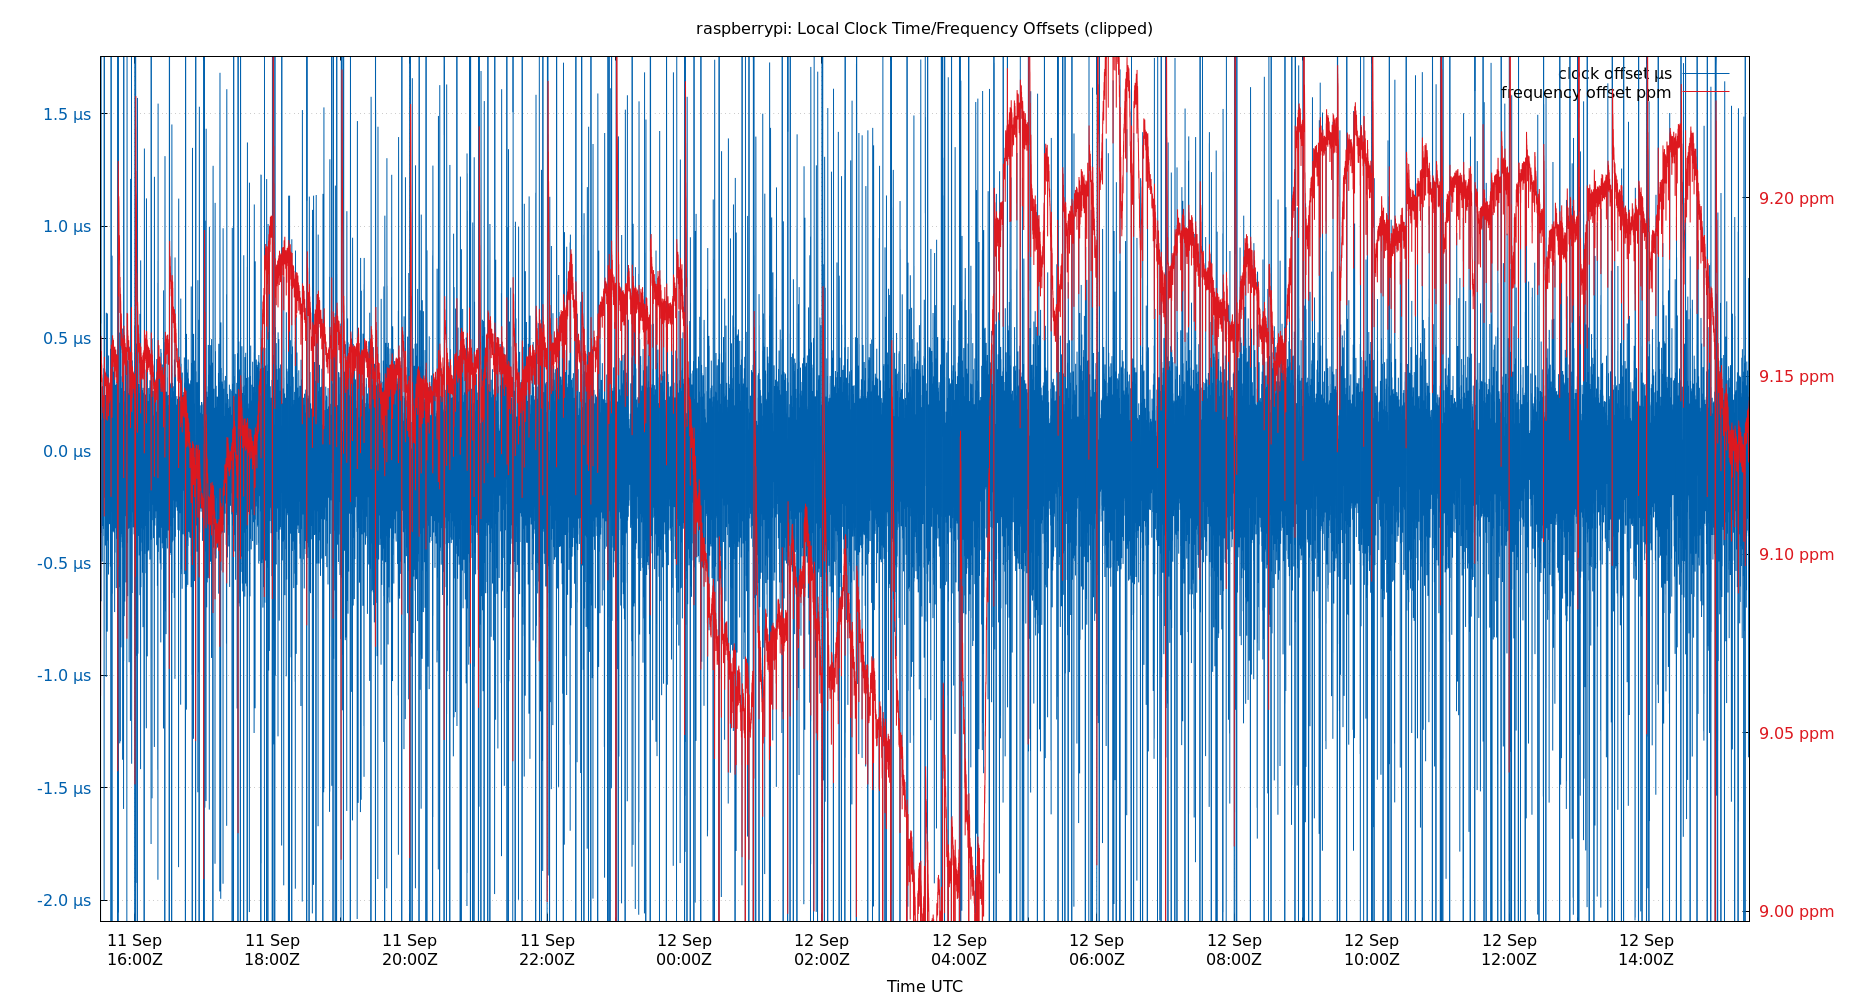 raspberrypi: Local Clock Time/Frequency Offsets (clipped)
clock offset µs
frequency offset ppm
1.5 µs
1.0 µs
0.5 µs
0.0 µs
-0.5 µs
-1.0 µs
-1.5 µs
-2.0 µs
9.20 ppm
9.15 ppm
9.10 ppm
9.05 ppm
9.00 ppm
11 Sep 11 Sep 11 Sep 11 Sep 12 Sep 12 Sep 12 Sep 12 Sep 12 Sep 12 Sep 12 Sep 12 Sep
16:00Z 18:00Z 20:00Z 22:00Z 00:00Z 02:00Z 04:00Z 06:00Z 08:00Z 10:00Z 12:00Z 14:00Z
Time UTC